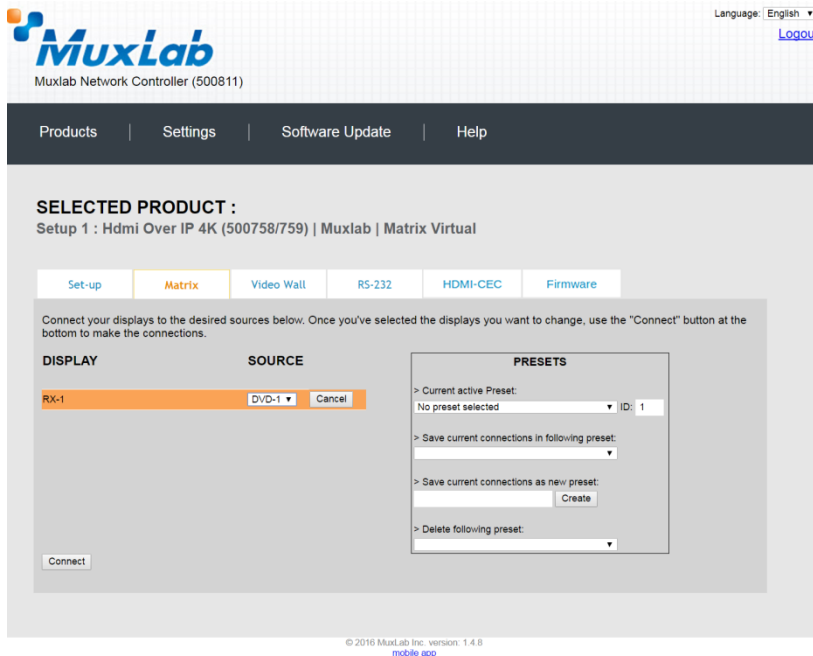 Language: English
Logou
MuxLab
Muxlab Network Controller (500811)
Products | Settings | Software Update | Help
SELECTED PRODUCT :
Setup 1 : Hdmi Over IP 4K (500758/759) | Muxlab | Matrix Virtual
Set-up Matrix Video Wall RS-232 HDMI-CEC Firmware
Connect your displays to the desired sources below. Once you've selected the displays you want to change, use the "Connect" button at the
bottom to make the connections.
DISPLAY SOURCE
RX-1 DVD-1 Cancel
PRESETS
> Current active Preset:
No preset selected ID: 1
> Save current connections in following preset:
> Save current connections as new preset:
Create
> Delete following preset:
Connect
© 2016 MuxLab Inc. version: 1.4.8
mobile app